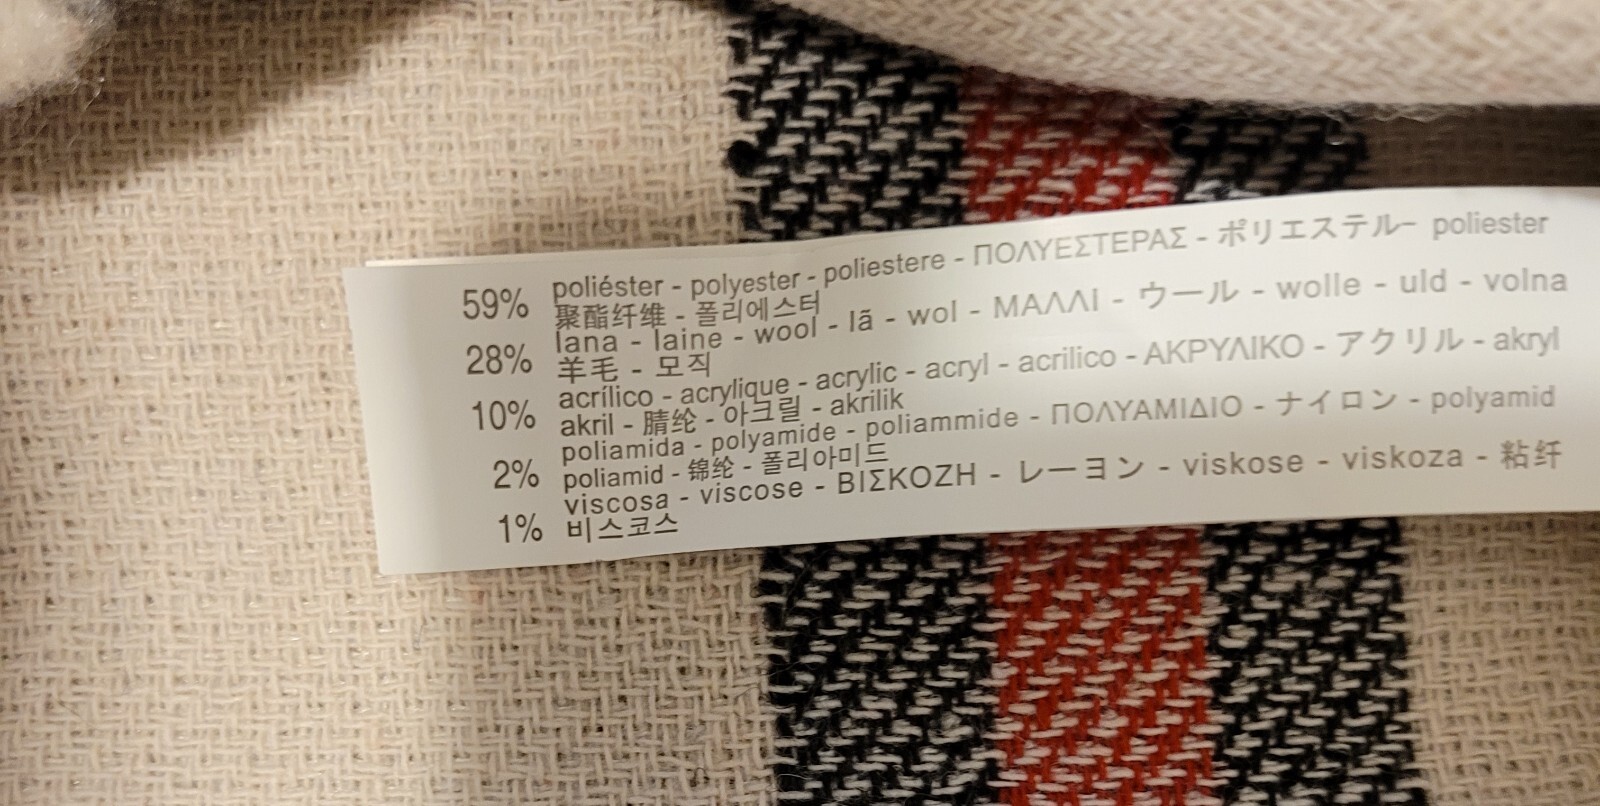 59% poliéster - polyester - poliestere - ΠΟΛΥΕΣΤΕΡΑΣ - ポリエステル- poliester
聚酯纤维 - 폴리에스터
28% lana - laine - wool - lã - wol - ΜΑΛΛΙ - ウール - wolle - uld - volna
羊毛 - 모직
10% acrílico - acrylique - acrylic - acryl - acrilico - ΑΚΡΥΛΙΚΟ - アクリル - akryl
akril - 腈纶 - 아크릴 - akrilik
2% poliamida - polyamide - poliammide - ΠΟΛΥΑΜΙΔΙΟ - ナイロン - polyamid
poliamid - 锦纶 - 폴리아미드
1% viscosa - viscose - ΒΙΣΚΟΖΗ - レーヨン - viskose - viskoza - 粘纤
비스코스